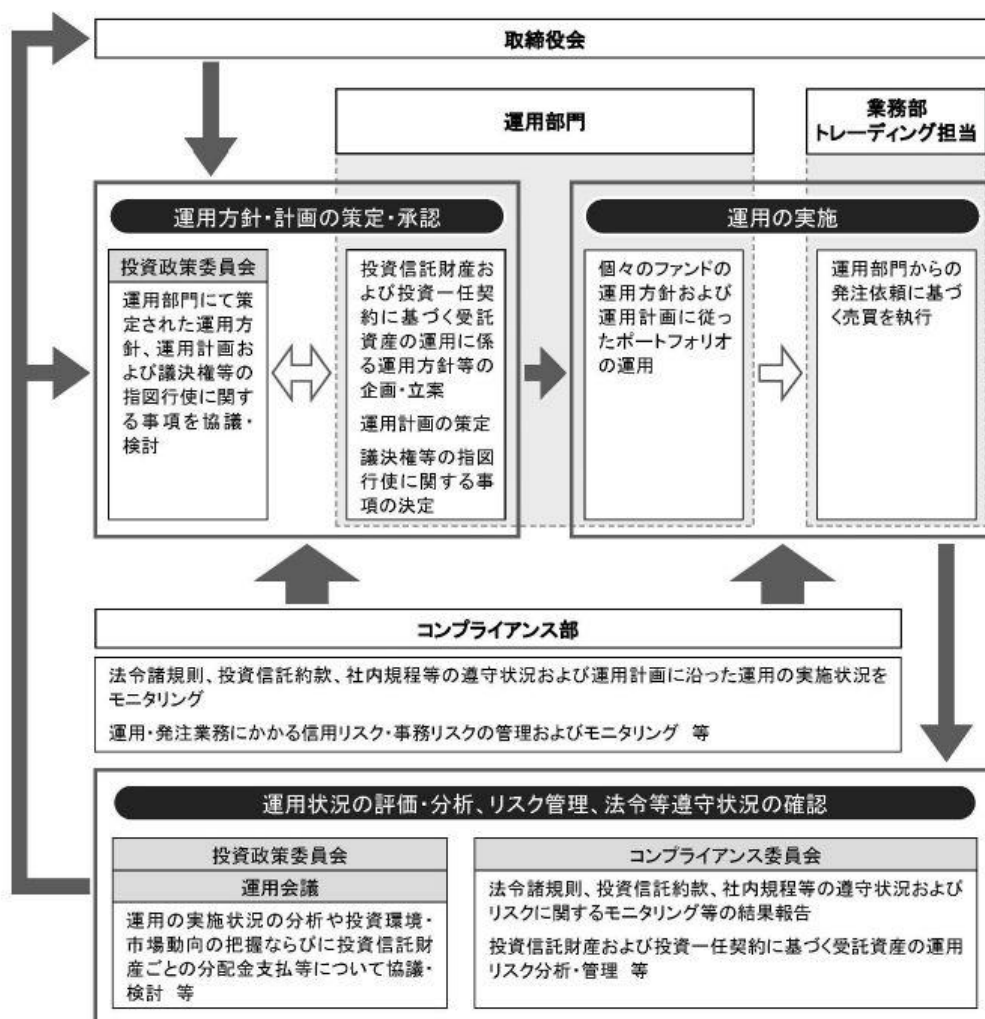 取締役会
運用部門
業務部
トレーディング担当
運用方針・計画の策定・承認
投資政策委員会
運用部門にて策
定された運用方
針、運用計画お
よび議決権等の
指図行使に関す
る事項を協議・
検討
投資信託財産お
よび投資一任契
約に基づく受託
資産の運用に係
る運用方針等の
企画・立案
運用計画の策定
議決権等の指図
行使に関する事
項の決定
運用の実施
個々のファンドの
運用方針および
運用計画に従っ
たポートフォリオ
の運用
運用部門からの
発注依頼に基づ
く売買を執行
コンプライアンス部
法令諸規則、投資信託約款、社内規程等の遵守状況および運用計画に沿った運用の実施状況を
モニタリング
運用・発注業務にかかる信用リスク・事務リスクの管理およびモニタリング 等
運用状況の評価・分析、リスク管理、法令等遵守状況の確認
投資政策委員会
運用会議
運用の実施状況の分析や投資環境・
市場動向の把握ならびに投資信託財
産ごとの分配金支払等について協議・
検討 等
コンプライアンス委員会
法令諸規則、投資信託約款、社内規程等の遵守状況および
リスクに関するモニタリング等の結果報告
投資信託財産および投資一任契約に基づく受託資産の運用
リスク分析・管理 等